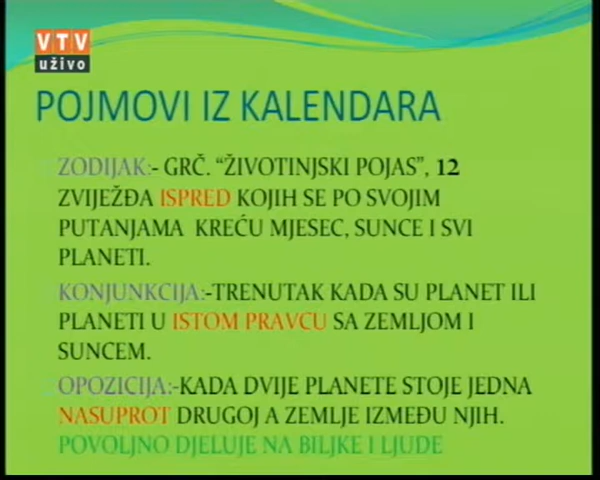 VTV
uživo
POJMOVI IZ KALENDARA
ZODIJAK:- GRČ. “ŽIVOTINJSKI POJAS”, 12
ZVIJEŽĐA ISPRED KOJIH SE PO SVOJIM
PUTANJAMA KREĆU MJESEC, SUNCE I SVI
PLANETI.
KONJUNKCIJA:-TRENUTAK KADA SU PLANET ILI
PLANETI U ISTOM PRAVCU SA ZEMLJOM I
SUNCEM.
OPOZICIJA:-KADA DVIJE PLANETE STOJE JEDNA
NASUPROT DRUGOJ A ZEMLJE IZMEĐU NJIH.
POVOLJNO DJELUJE NA BILJKE I LJUDE